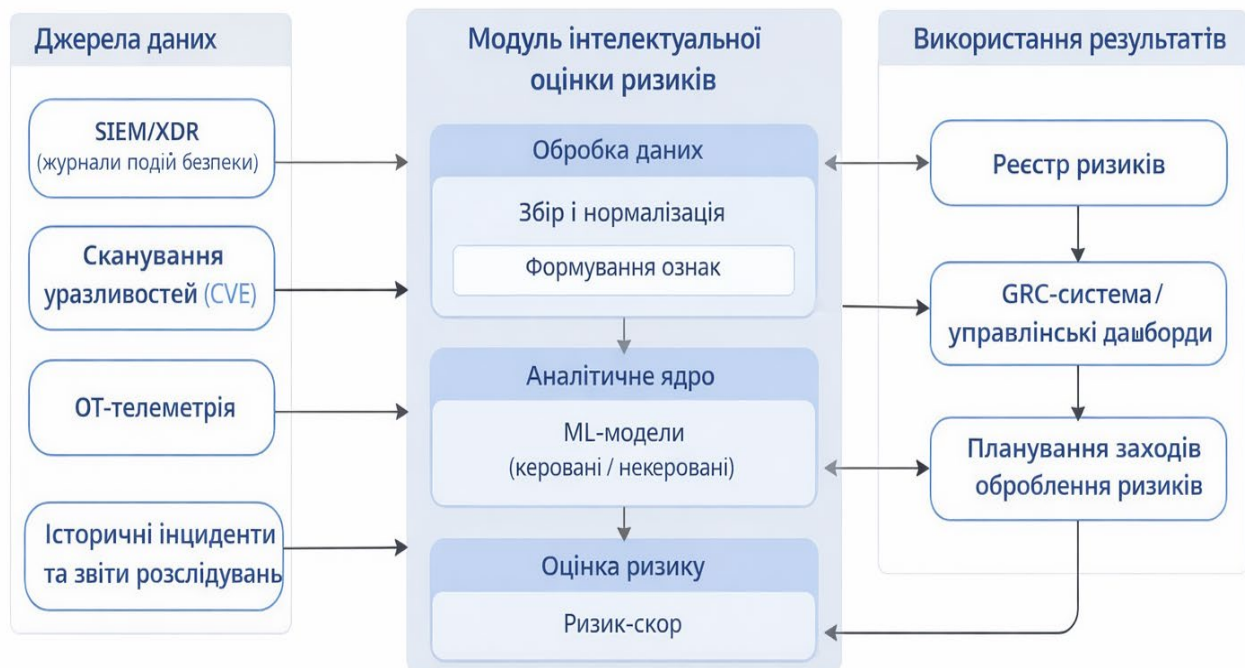 Джерела даних
SIEM/XDR
(журнали подій безпеки)
Сканування
уразливостей (CVE)
ОТ-телеметрія
Історичні інциденти
та звіти розслідувань
Модуль інтелектуальної
оцінки ризиків
Обробка даних
Збір і нормалізація
Формування ознак
Аналітичне ядро
ML-модели
(керовані / некеровані)
Оцінка ризику
Ризик-скор
Використання результатів
Реєстр ризиків
GRC-система/
управлінські дашборди
Планування заходів
оброблення ризиків